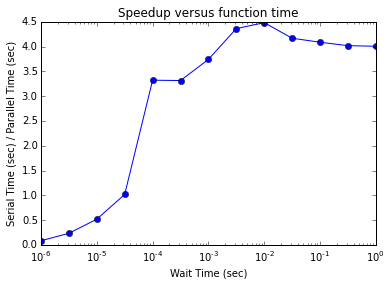 Speedup versus function time
Serial Time (sec) / Parallel Time (sec)
4.5
4.0
3.5
3.0
2.5
2.0
1.5
1.0
0.5
0.0
10^-6 10^-5 10^-4 10^-3 10^-2 10^-1 10^0
Wait Time (sec)